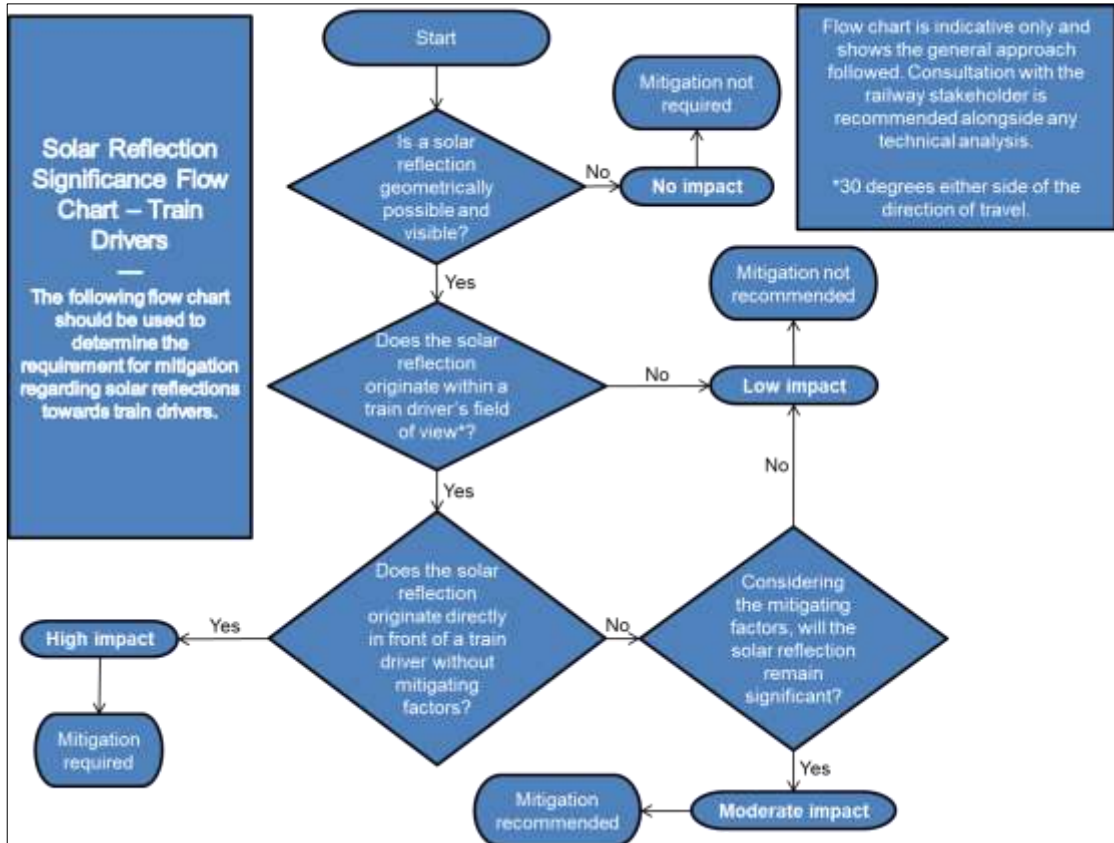 Solar Reflection
Significance Flow
Chart – Train
Drivers
—
The following flow chart
should be used to
determine the
requirement for mitigation
regarding solar reflections
towards train drivers.
Start
Flow chart is indicative only and
shows the general approach
followed. Consultation with the
railway stakeholder is
recommended alongside any
technical analysis.
*30 degrees either side of the
direction of travel.
Mitigation not
required
Is a solar
reflection
geometrically
possible and
visible?
No
No impact
Yes
Mitigation not
recommended
Does the solar
reflection
originate within a
train driver's field
of view*?
No
Low impact
Yes
No
Does the solar
reflection
originate directly
in front of a train
driver without
mitigating
factors?
Yes
High impact
Mitigation
required
No
Considering
the mitigating
factors, will the
solar reflection
remain
significant?
Yes
Moderate impact
Mitigation
recommended